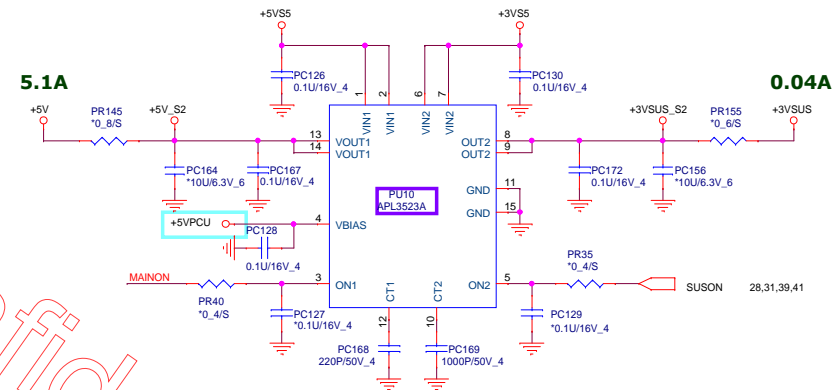 +5VS5
+3VS5
5.1A
0.04A
PC126
0.1U/16V_4
PC130
0.1U/16V_4
1
2
6
7
+5V
PR145
*0_8/S
+5V_S2
+3VSUS_S2
PR155
*0_6/S
+3VSUS
VIN1
VIN1
VIN2
VIN2
13
VOUT1
14
VOUT1
8
OUT2
9
OUT2
PC164
*10U/6.3V_6
PC167
0.1U/16V_4
PC172
0.1U/16V_4
PC156
*10U/6.3V_6
PU10
APL3523A
11
GND
15
GND
+5VPCU
4
VBIAS
PC128
0.1U/16V_4
MAINON
PR40
*0_4/S
3
ON1
5
ON2
PR35
*0_4/S
SUSON
28,31,39,41
CT1
CT2
PC127
*0.1U/16V_4
PC129
*0.1U/16V_4
12
10
PC168
220P/50V_4
PC169
1000P/50V_4